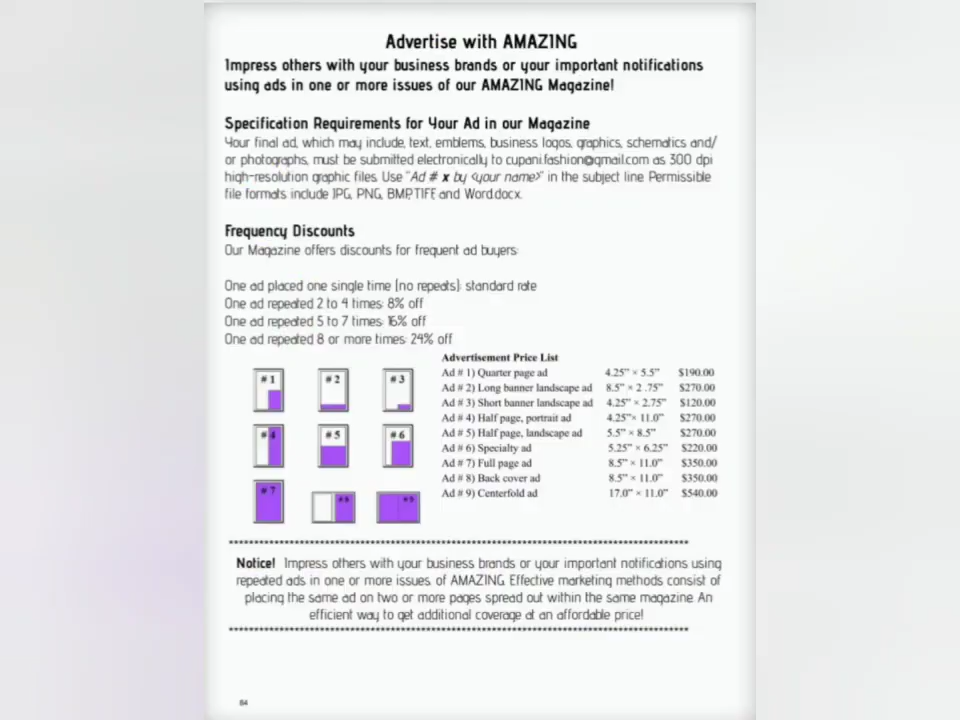 Advertise with AMAZING
Impress others with your business brands or your important notifications
using ads in one or more issues of our AMAZING Magazine!
Specification Requirements for Your Ad in our Magazine
Your final ad, which may include, text, emblems, business logos, graphics, schematics and/
or photographs, must be submitted electronically to cupani.fashion@gmail.com as 300 dpi
high-resolution graphic files. Use "Ad # x by <your name>" in the subject line. Permissible
file formats include JPG, PNG, BMP,TIFF, and Word.docx.
Frequency Discounts
Our Magazine offers discounts for frequent ad buyers:
One ad placed one single time (no repeats): standard rate
One ad repeated 2 to 4 times: 8% off
One ad repeated 5 to 7 times: 16% off
One ad repeated 8 or more times: 24% off
Advertisement Price List
Ad # 1) Quarter page ad 4.25" × 5.5" $190.00
Ad # 2) Long banner landscape ad 8.5" × 2 .75" $270.00
Ad # 3) Short banner landscape ad 4.25" × 2.75" $120.00
Ad # 4) Half page, portrait ad 4.25"× 11.0" $270.00
Ad # 5) Half page, landscape ad 5.5" × 8.5" $270.00
Ad # 6) Specialty ad 5.25" × 6.25" $220.00
Ad # 7) Full page ad 8.5" × 11.0" $350.00
Ad # 8) Back cover ad 8.5" × 11.0" $350.00
Ad # 9) Centerfold ad 17.0" × 11.0" $540.00
# 1 # 2 # 3
# 4 # 5 # 6
# 7 # 8 # 9
Notice! Impress others with your business brands or your important notifications using
repeated ads in one or more issues of AMAZING. Effective marketing methods consist of
placing the same ad on two or more pages spread out within the same magazine. An
efficient way to get additional coverage at an affordable price!
84